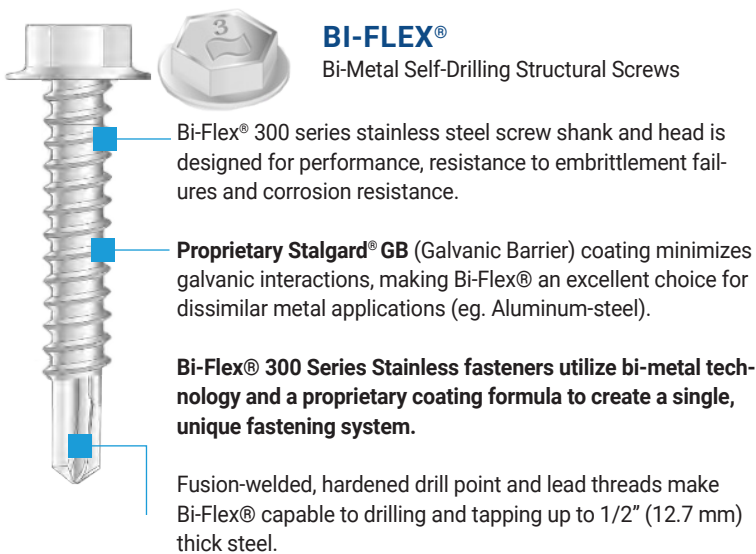 3
BI-FLEX®
Bi-Metal Self-Drilling Structural Screws
Bi-Flex® 300 series stainless steel screw shank and head is
designed for performance, resistance to embrittlement fail-
ures and corrosion resistance.
Proprietary Stalgard® GB (Galvanic Barrier) coating minimizes
galvanic interactions, making Bi-Flex® an excellent choice for
dissimilar metal applications (eg. Aluminum-steel).
Bi-Flex® 300 Series Stainless fasteners utilize bi-metal tech-
nology and a proprietary coating formula to create a single,
unique fastening system.
Fusion-welded, hardened drill point and lead threads make
Bi-Flex® capable to drilling and tapping up to 1/2” (12.7 mm)
thick steel.